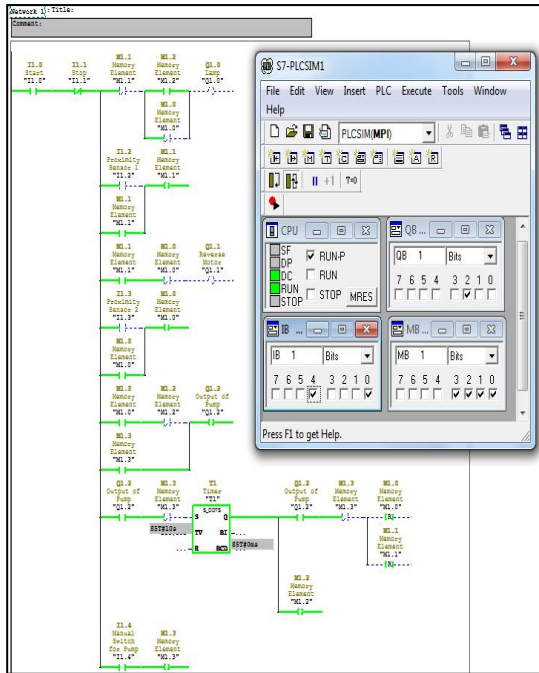 Network 1: Title:
Comment:
I1.0 Start "I1.0"
I1.1 Stop "I1.1"
M1.1 Memory Element "M1.1"
M1.2 Memory Element "M1.2"
Q1.0 Lamp "Q1.0"
M1.0 Memory Element "M1.0"
I1.2 Proximity Sensor 1 "I1.2"
M1.1 Memory Element "M1.1"
M1.1 Memory Element "M1.1"
M1.1 Memory Element "M1.1"
M1.0 Memory Element "M1.0"
Q1.1 Reverse Motor "Q1.1"
I1.3 Proximity Sensor 2 "I1.3"
M1.0 Memory Element "M1.0"
M1.0 Memory Element "M1.0"
M1.0 Memory Element "M1.0"
M1.2 Memory Element "M1.2"
Q1.2 Output of Pump "Q1.2"
M1.3 Memory Element "M1.3"
Q1.2 Output of Pump "Q1.2"
M1.3 Memory Element "M1.3"
T1 Timer "T1"
S_ODTS
S Q
S5T#10s TV BI ...
... R BCD S5T#0ms
Q1.2 Output of Pump "Q1.2"
M1.3 Memory Element "M1.3"
M1.0 Memory Element "M1.0"
(R)
M1.1 Memory Element "M1.1"
(R)
M1.2 Memory Element "M1.2"
I1.4 Manual Switch for Pump "I1.4"
M1.3 Memory Element "M1.3"
S7-PLCSIM1
File Edit View Insert PLC Execute Tools Window
Help
PLCSIM(MPI)
+1 T=0
CPU
SF
DP
DC
RUN
STOP
RUN-P
RUN
STOP MRES
QB ...
QB 1 Bits
7 6 5 4 3 2 1 0
IB ...
IB 1 Bits
7 6 5 4 3 2 1 0
MB ...
MB 1 Bits
7 6 5 4 3 2 1 0
Press F1 to get Help.